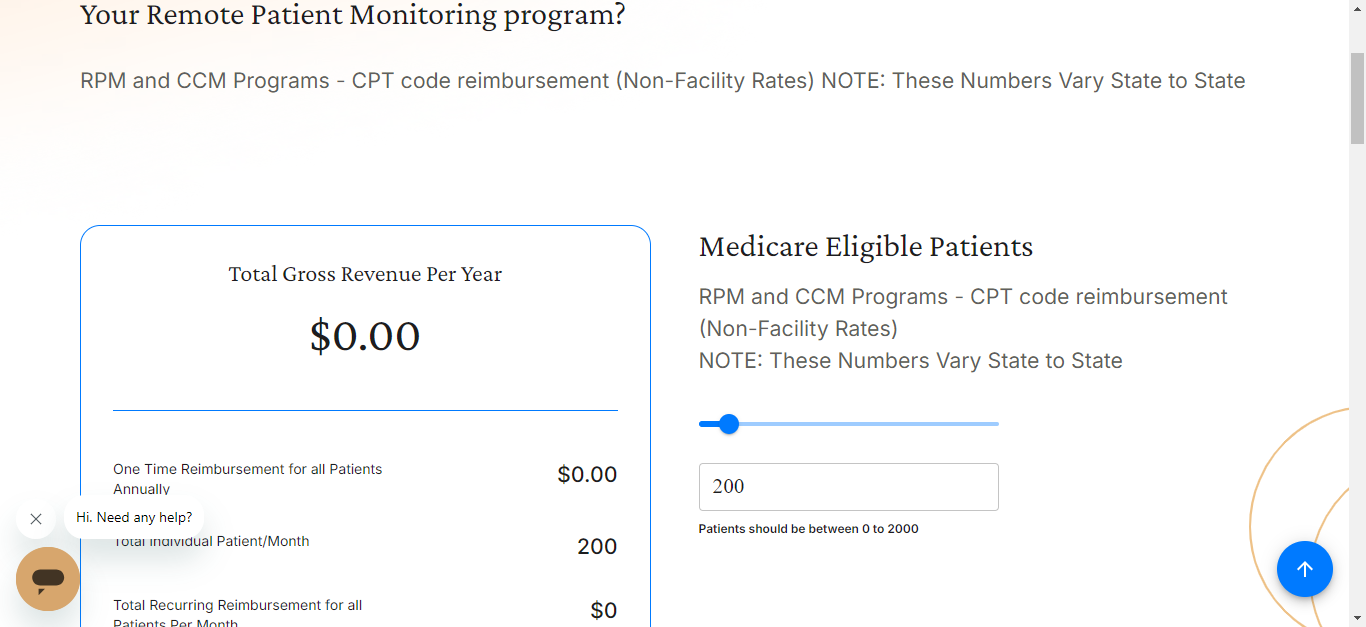 Your Remote Patient Monitoring program?
RPM and CCM Programs - CPT code reimbursement (Non-Facility Rates) NOTE: These Numbers Vary State to State
Total Gross Revenue Per Year
$0.00
One Time Reimbursement for all Patients
Annually
$0.00
Total Individual Patient/Month
200
Total Recurring Reimbursement for all
Patients Per Month
$0
Medicare Eligible Patients
RPM and CCM Programs - CPT code reimbursement
(Non-Facility Rates)
NOTE: These Numbers Vary State to State
200
Patients should be between 0 to 2000
Hi. Need any help?